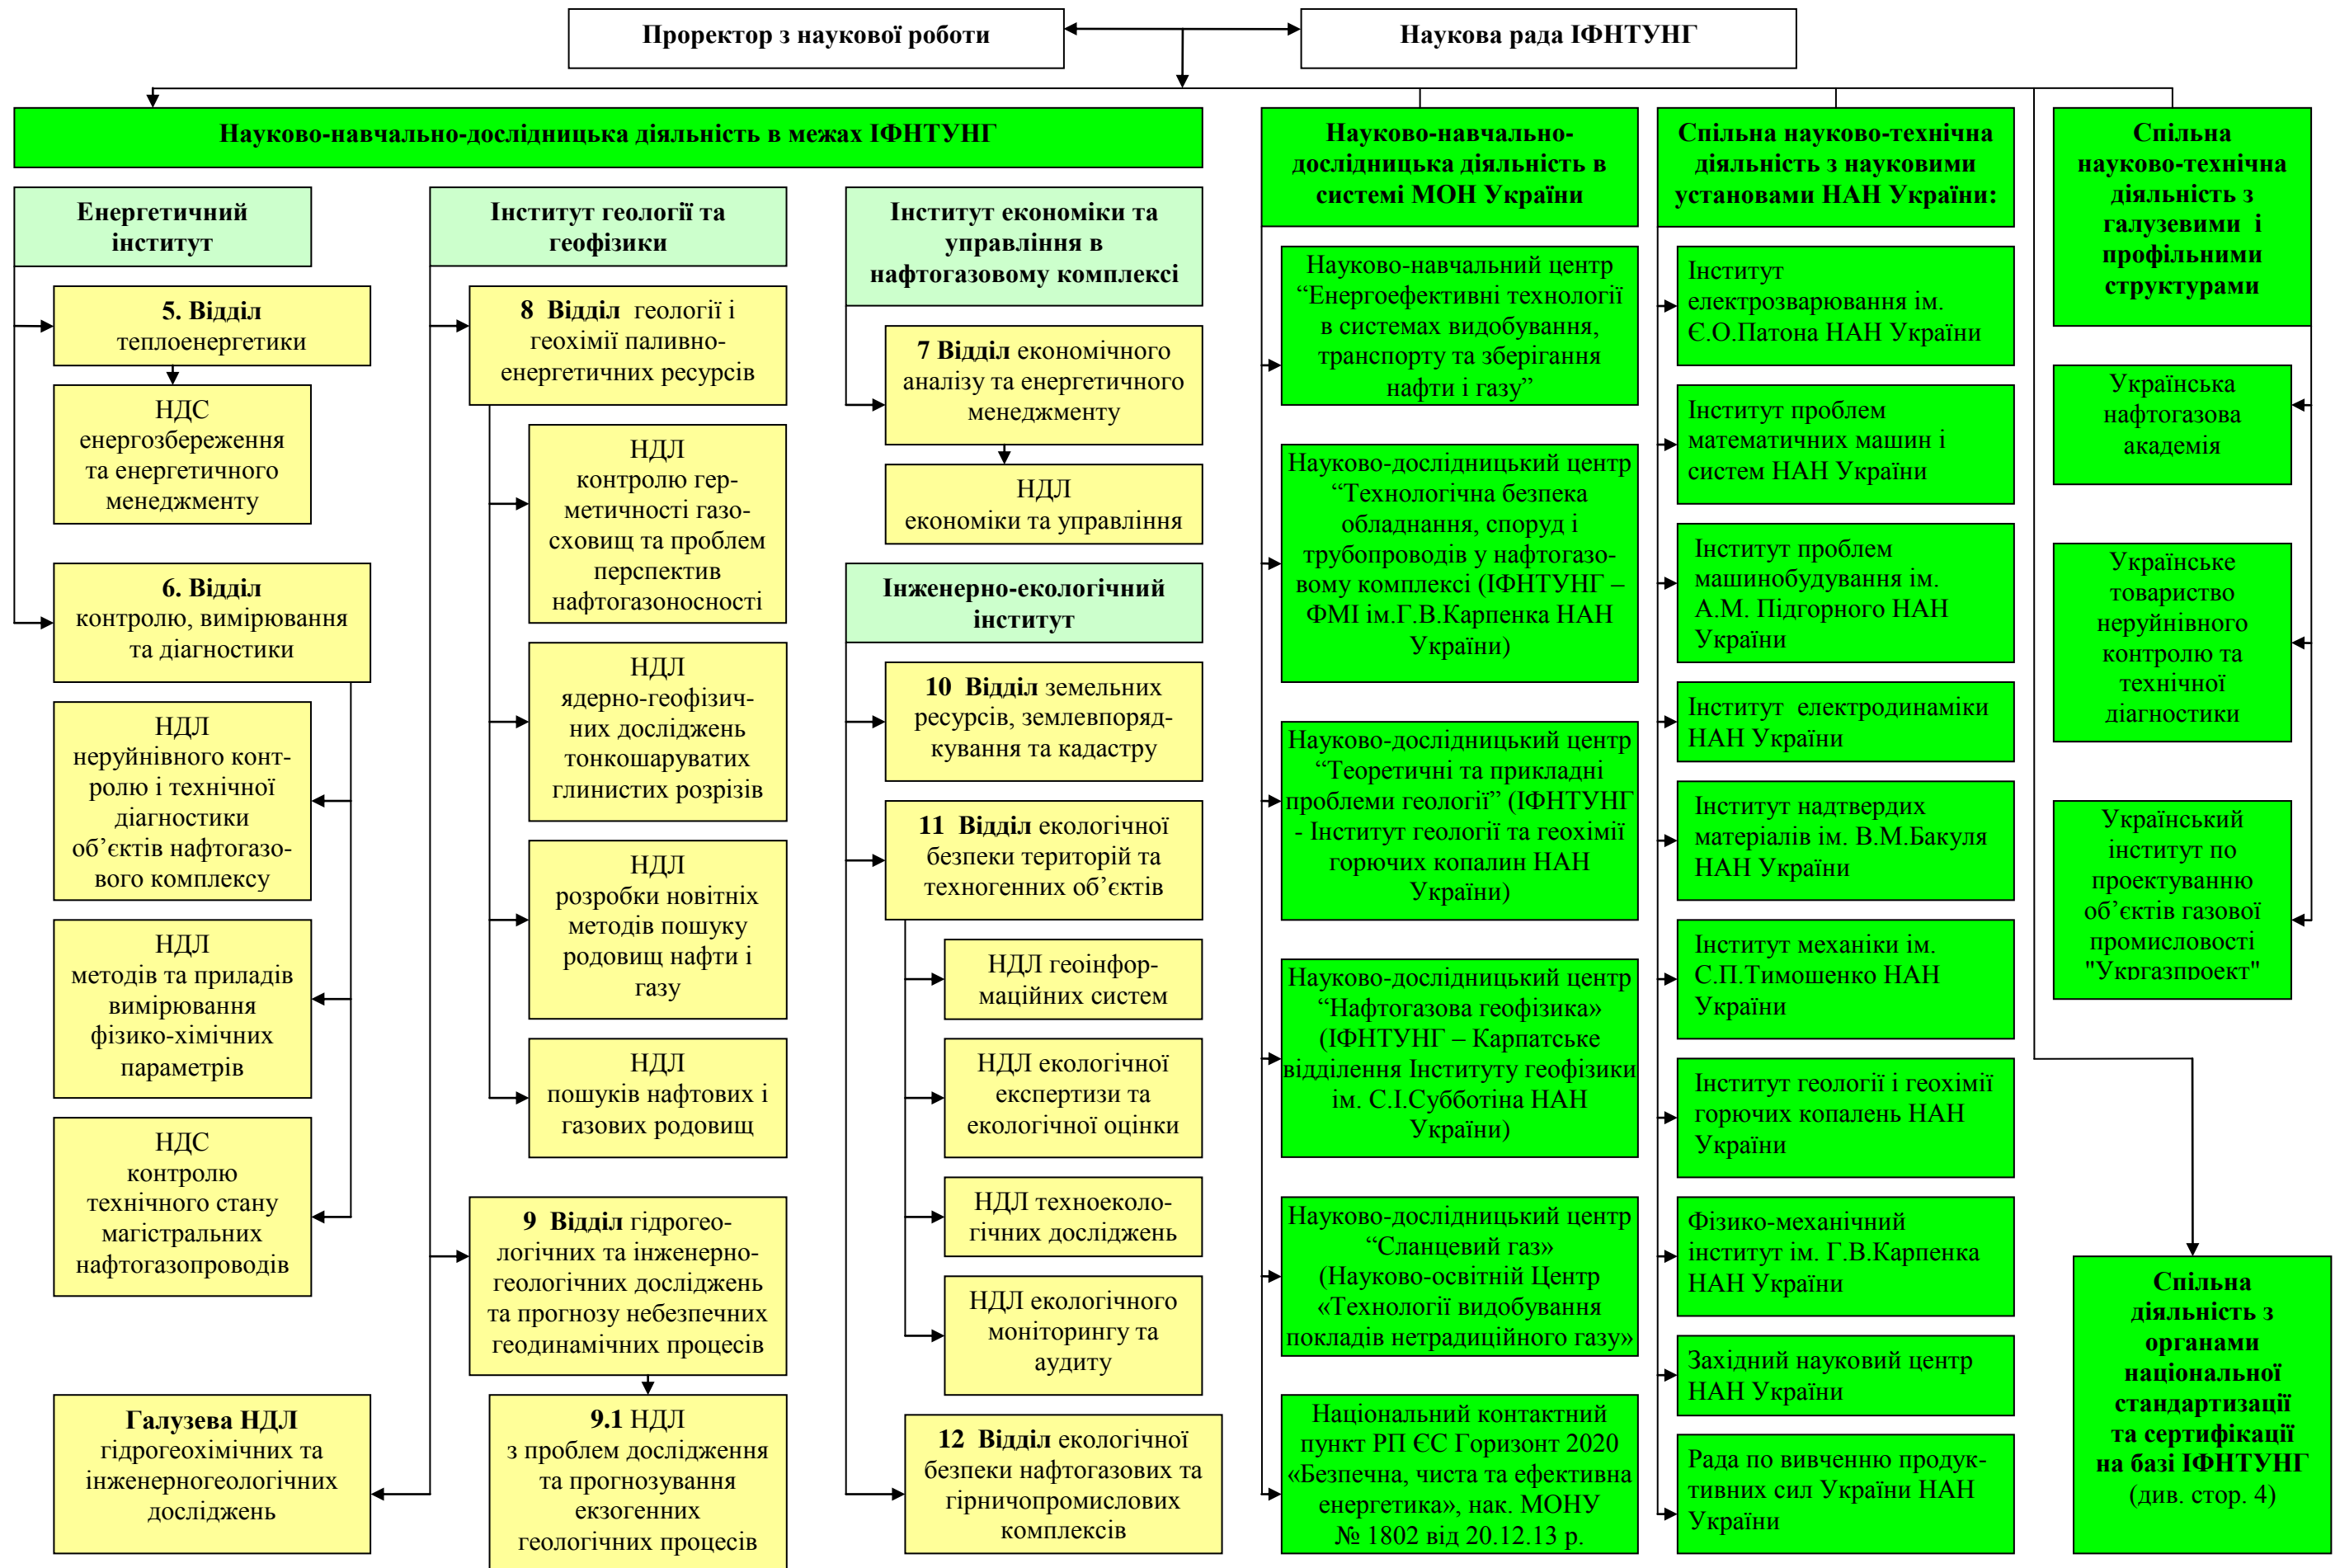 Проректор з наукової роботи
Наукова рада ІФНТУНГ
Науково-навчально-дослідницька діяльність в межах ІФНТУНГ
Енергетичний
інститут
5. Відділ
теплоенергетики
НДС
енергозбереження
та енергетичного
менеджменту
6. Відділ
контролю, вимірювання
та діагностики
НДЛ
неруйнівного конт-
ролю і технічної
діагностики
об’єктів нафтогазо-
вого комплексу
НДЛ
методів та приладів
вимірювання
фізико-хімічних
параметрів
НДС
контролю
технічного стану
магістральних
нафтогазопроводів
Галузева НДЛ
гідрогеохімічних та
інженерногеологічних
досліджень
Інститут геології та
геофізики
8 Відділ геології і
геохімії паливно-
енергетичних ресурсів
НДЛ
контролю гер-
метичності газо-
сховищ та проблем
перспектив
нафтогазоносності
НДЛ
ядерно-геофізич-
них досліджень
тонкошаруватих
глинистих розрізів
НДЛ
розробки новітніх
методів пошуку
родовищ нафти і
газу
НДЛ
пошуків нафтових і
газових родовищ
9 Відділ гідрогео-
логічних та інженерно-
геологічних досліджень
та прогнозу небезпечних
геодинамічних процесів
9.1 НДЛ
з проблем дослідження
та прогнозування
екзогенних
геологічних процесів
Інститут економіки та
управління в
нафтогазовому комплексі
7 Відділ економічного
аналізу та енергетичного
менеджменту
НДЛ
економіки та управління
Інженерно-екологічний
інститут
10 Відділ земельних
ресурсів, землевпоряд-
кування та кадастру
11 Відділ екологічної
безпеки територій та
техногенних об’єктів
НДЛ геоінфор-
маційних систем
НДЛ екологічної
експертизи та
екологічної оцінки
НДЛ техноеколо-
гічних досліджень
НДЛ екологічного
моніторингу та
аудиту
12 Відділ екологічної
безпеки нафтогазових та
гірничопромислових
комплексів
Науково-навчально-
дослідницька діяльність в
системі МОН України
Науково-навчальний центр
“Енергоефективні технології
в системах видобування,
транспорту та зберігання
нафти і газу”
Науково-дослідницький центр
“Технологічна безпека
обладнання, споруд і
трубопроводів у нафтогазо-
вому комплексі (ІФНТУНГ –
ФМІ ім.Г.В.Карпенка НАН
України)
Науково-дослідницький центр
“Теоретичні та прикладні
проблеми геології” (ІФНТУНГ
- Інститут геології та геохімії
горючих копалин НАН
України)
Науково-дослідницький центр
“Нафтогазова геофізика»
(ІФНТУНГ – Карпатське
відділення Інституту геофізики
ім. С.І.Субботіна НАН
України)
Науково-дослідницький центр
“Сланцевий газ»
(Науково-освітній Центр
«Технології видобування
покладів нетрадиційного газу»
Національний контактний
пункт РП ЄС Горизонт 2020
«Безпечна, чиста та ефективна
енергетика», нак. МОНУ
№ 1802 від 20.12.13 р.
Спільна науково-технічна
діяльність з науковими
установами НАН України:
Інститут
електрозварювання ім.
Є.О.Патона НАН України
Інститут проблем
математичних машин і
систем НАН України
Інститут проблем
машинобудування ім.
А.М. Підгорного НАН
України
Інститут електродинаміки
НАН України
Інститут надтвердих
матеріалів ім. В.М.Бакуля
НАН України
Інститут механіки ім.
С.П.Тимошенко НАН
України
Інститут геології і геохімії
горючих копалень НАН
України
Фізико-механічний
інститут ім. Г.В.Карпенка
НАН України
Західний науковий центр
НАН України
Рада по вивченню продук-
тивних сил України НАН
України
Спільна
науково-технічна
діяльність з
галузевими і
профільними
структурами
Українська
нафтогазова
академія
Українське
товариство
неруйнівного
контролю та
технічної
діагностики
Український
інститут по
проектуванню
об’єктів газової
промисловості
"Укргазпроект"
Спільна
діяльність з
органами
національної
стандартизації
та сертифікації
на базі ІФНТУНГ
(див. стор. 4)